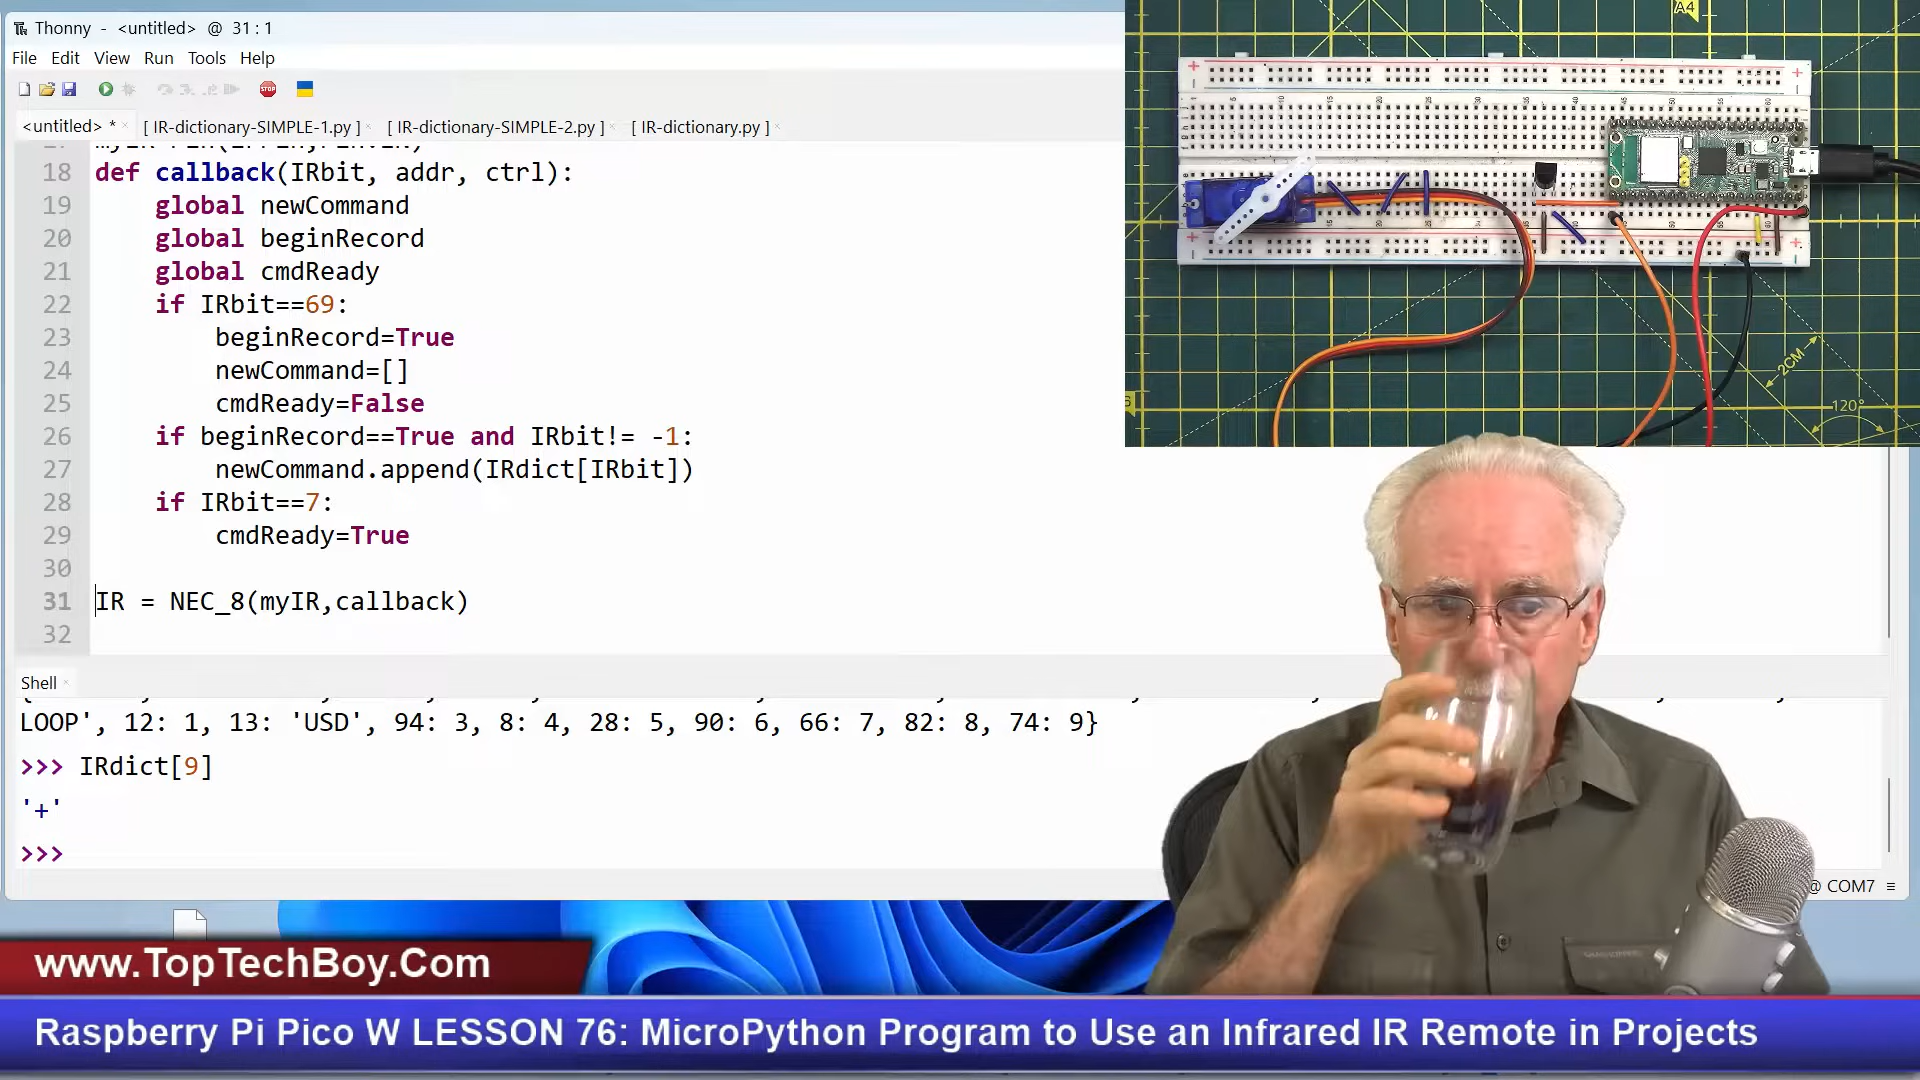 Thonny - <untitled> @ 31 : 1
File Edit View Run Tools Help
STOP
<untitled> * × [ IR-dictionary-SIMPLE-1.py ] × [ IR-dictionary-SIMPLE-2.py ] × [ IR-dictionary.py ] ×
18 def callback(IRbit, addr, ctrl):
19 global newCommand
20 global beginRecord
21 global cmdReady
22 if IRbit==69:
23 beginRecord=True
24 newCommand=[]
25 cmdReady=False
26 if beginRecord==True and IRbit!= -1:
27 newCommand.append(IRdict[IRbit])
28 if IRbit==7:
29 cmdReady=True
30
31 IR = NEC_8(myIR,callback)
32
Shell ×
LOOP', 12: 1, 13: 'USD', 94: 3, 8: 4, 28: 5, 90: 6, 66: 7, 82: 8, 74: 9}
>>> IRdict[9]
'+'
>>>
@ COM7 ≡
A4
2CM
120°
www.TopTechBoy.Com
Raspberry Pi Pico W LESSON 76: MicroPython Program to Use an Infrared IR Remote in Projects